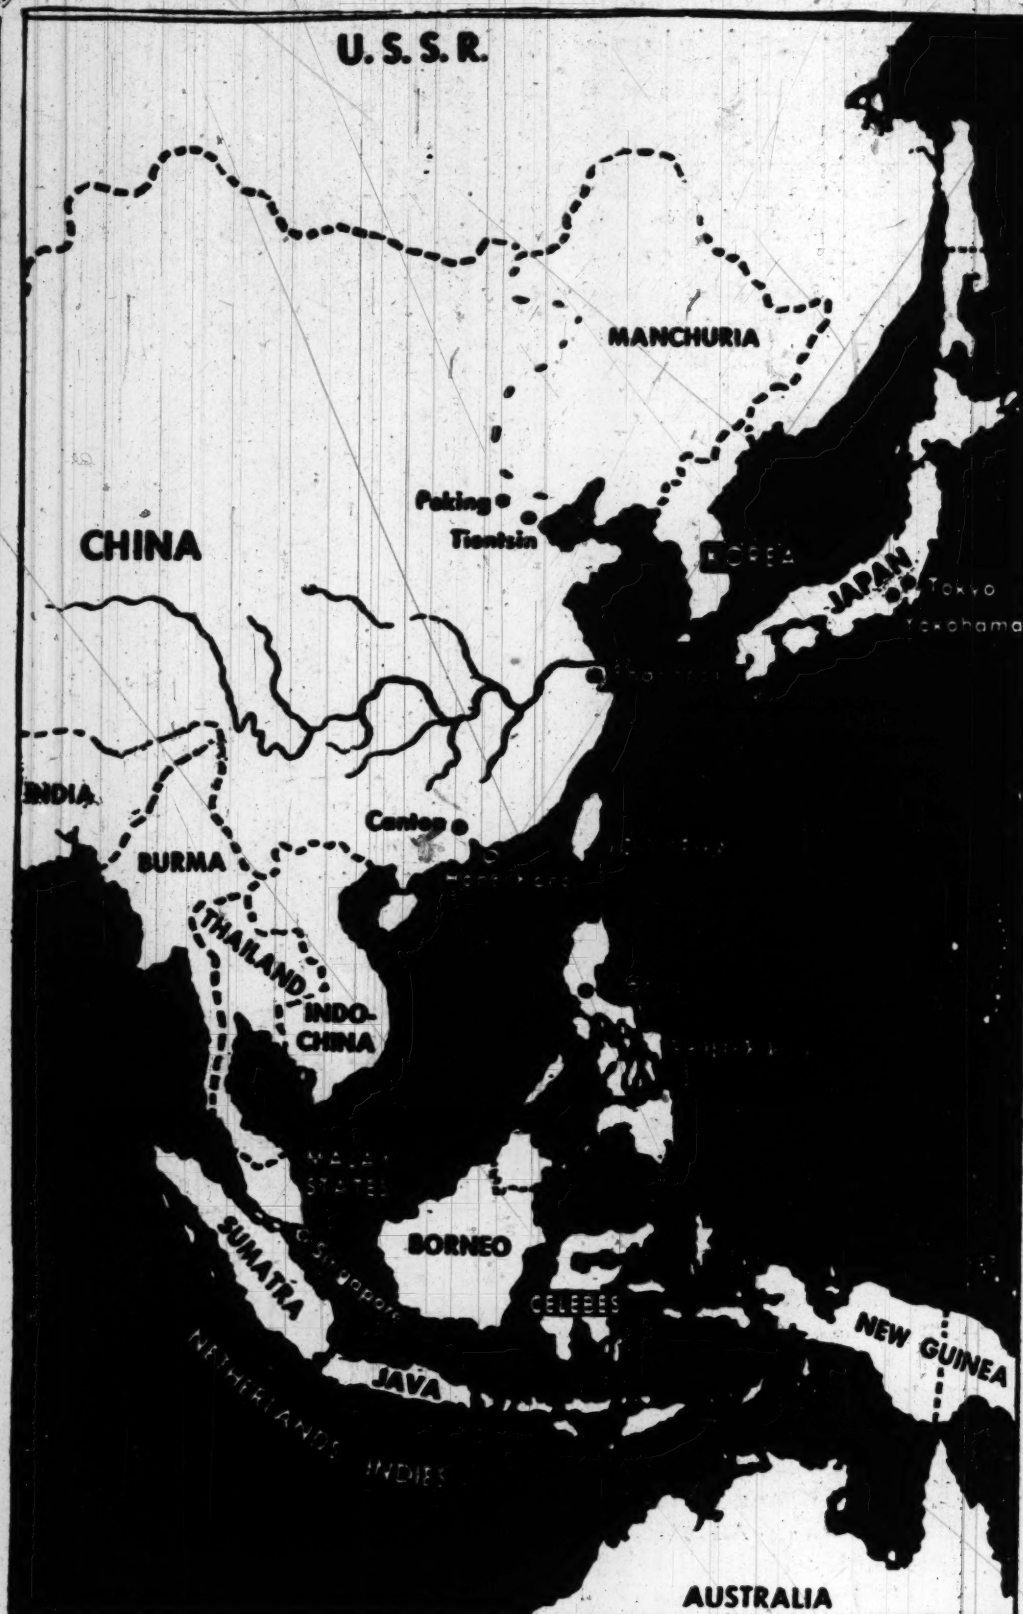 U. S. S. R.
MANCHURIA
Peking
Tientsin
CHINA
KOREA
JAPAN
Tokyo
Yokohama
INDIA
Canton
BURMA
Hong Kong
THAILAND
INDO-
CHINA
MALAY
STATES
SUMATRA
Singapore
BORNEO
CELEBES
NEW GUINEA
JAVA
NETHERLANDS INDIES
AUSTRALIA